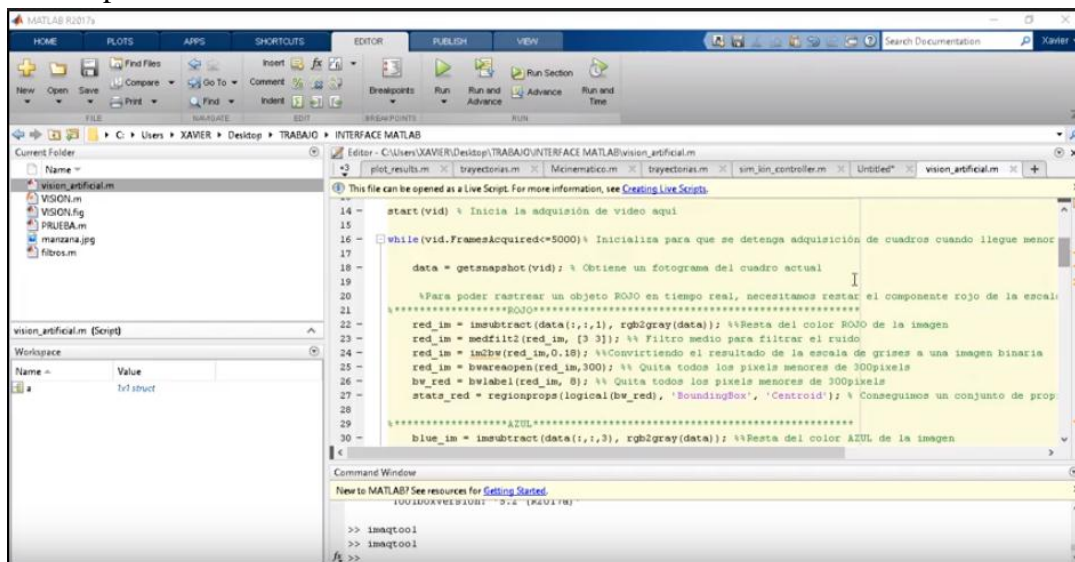 MATLAB R2017a
HOME PLOTS APPS SHORTCUTS EDITOR PUBLISH VIEW Search Documentation Xavier
New Open Save Find Files Compare Print Go To Find Insert Comment Indent Breakpoints Run Run and Advance Run Section Advance Run and Time
FILE NAVIGATE EDIT BREAKPOINTS RUN
C: Users XAVIER Desktop TRABAJO INTERFACE MATLAB
Current Folder
Name
vision_artificial.m
VISION.m
VISION.fig
PRUEBA.m
manzana.jpg
filtros.m
vision_artificial.m (Script)
Workspace
Name Value
a 1x1 struct
Editor - C:\Users\XAVIER\Desktop\TRABAJO\INTERFACE MATLAB\vision_artificial.m
+3 plot_results.m trayectorias.m Mcinematico.m trayectorias.m sim_kin_controller.m Untitled* vision_artificial.m +
This file can be opened as a Live Script. For more information, see Creating Live Scripts.
14 - start(vid) % Inicia la adquisión de video aquí
15
16 - while(vid.FramesAcquired<=5000)% Inicializa para que se detenga adquisición de cuadros cuando llegue menor
17
18 - data = getsnapshot(vid); % Obtiene un fotograma del cuadro actual
19
20 %Para poder rastrear un objeto ROJO en tiempo real, necesitamos restar el componente rojo de la escal
21 %******************ROJO**********************************************
22 - red_im = imsubtract(data(:,:,1), rgb2gray(data)); %%Resta del color ROJO de la imagen
23 - red_im = medfilt2(red_im, [3 3]); %% Filtro medio para filtrar el ruido
24 - red_im = im2bw(red_im,0.18); %%Convirtiendo el resultado de la escala de grises a una imagen binaria
25 - red_im = bwareaopen(red_im,300); %% Quita todos los pixels menores de 300pixels
26 - bw_red = bwlabel(red_im, 8); %% Quita todos los pixels menores de 300pixels
27 - stats_red = regionprops(logical(bw_red), 'BoundingBox', 'Centroid'); % Conseguimos un conjunto de prop
28
29 %******************AZUL**********************************************
30 - blue_im = imsubtract(data(:,:,3), rgb2gray(data)); %%Resta del color AZUL de la imagen
Command Window
New to MATLAB? See resources for Getting Started.
ToolboxVersion: '5.2 (R2017a)'
>> imaqtool
>> imaqtool
fx >>